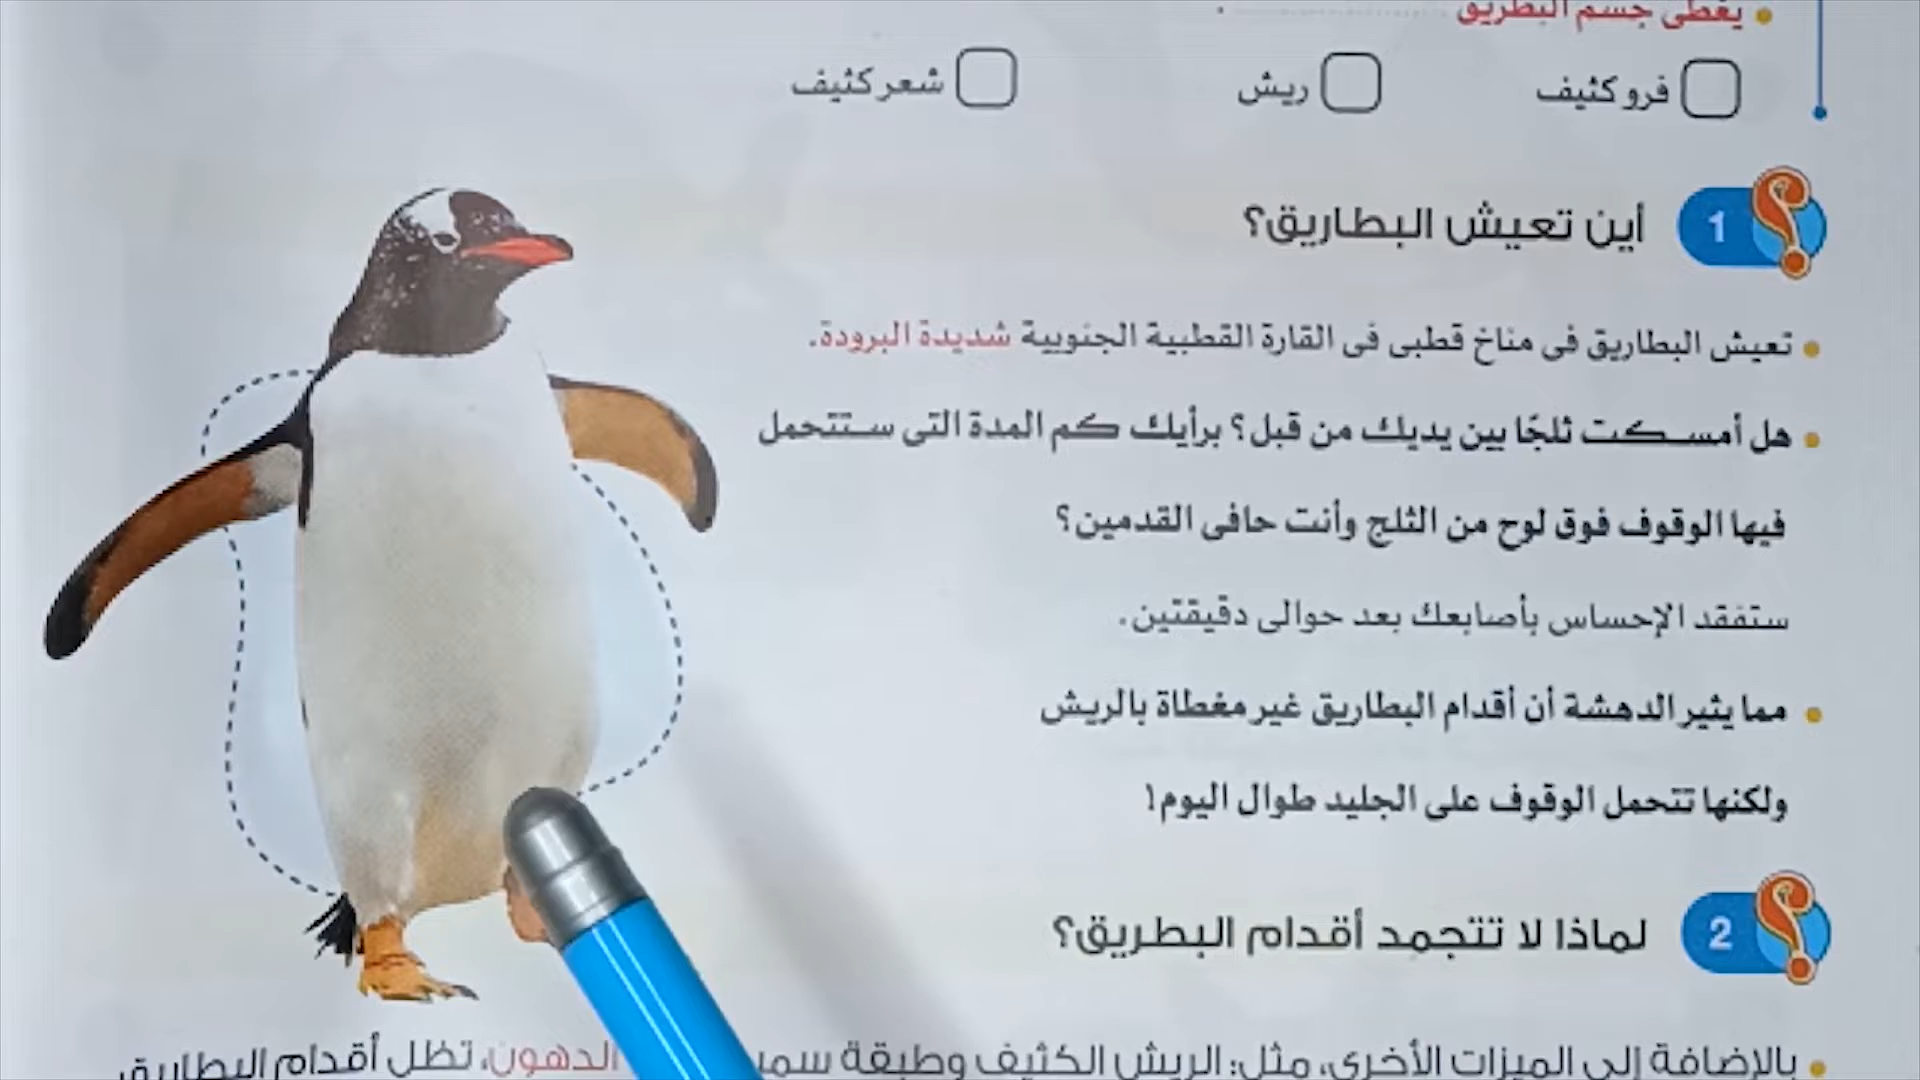 يغطى جسم البطريق .................... .
فرو كثيف
ريش
شعر كثيف
1 أين تعيش البطاريق؟
تعيش البطاريق فى مناخ قطبى فى القارة القطبية الجنوبية شديدة البرودة.
هل أمسكت ثلجًا بين يديك من قبل؟ برأيك كم المدة التى ستتحمل
فيها الوقوف فوق لوح من الثلج وأنت حافى القدمين؟
ستفقد الإحساس بأصابعك بعد حوالى دقيقتين.
مما يثير الدهشة أن أقدام البطاريق غير مغطاة بالريش
ولكنها تتحمل الوقوف على الجليد طوال اليوم!
2 لماذا لا تتجمد أقدام البطريق؟
بالإضافة إلى الميزات الأخرى، مثل: الريش الكثيف وطبقة الدهون، تظل أقدام البطاريق